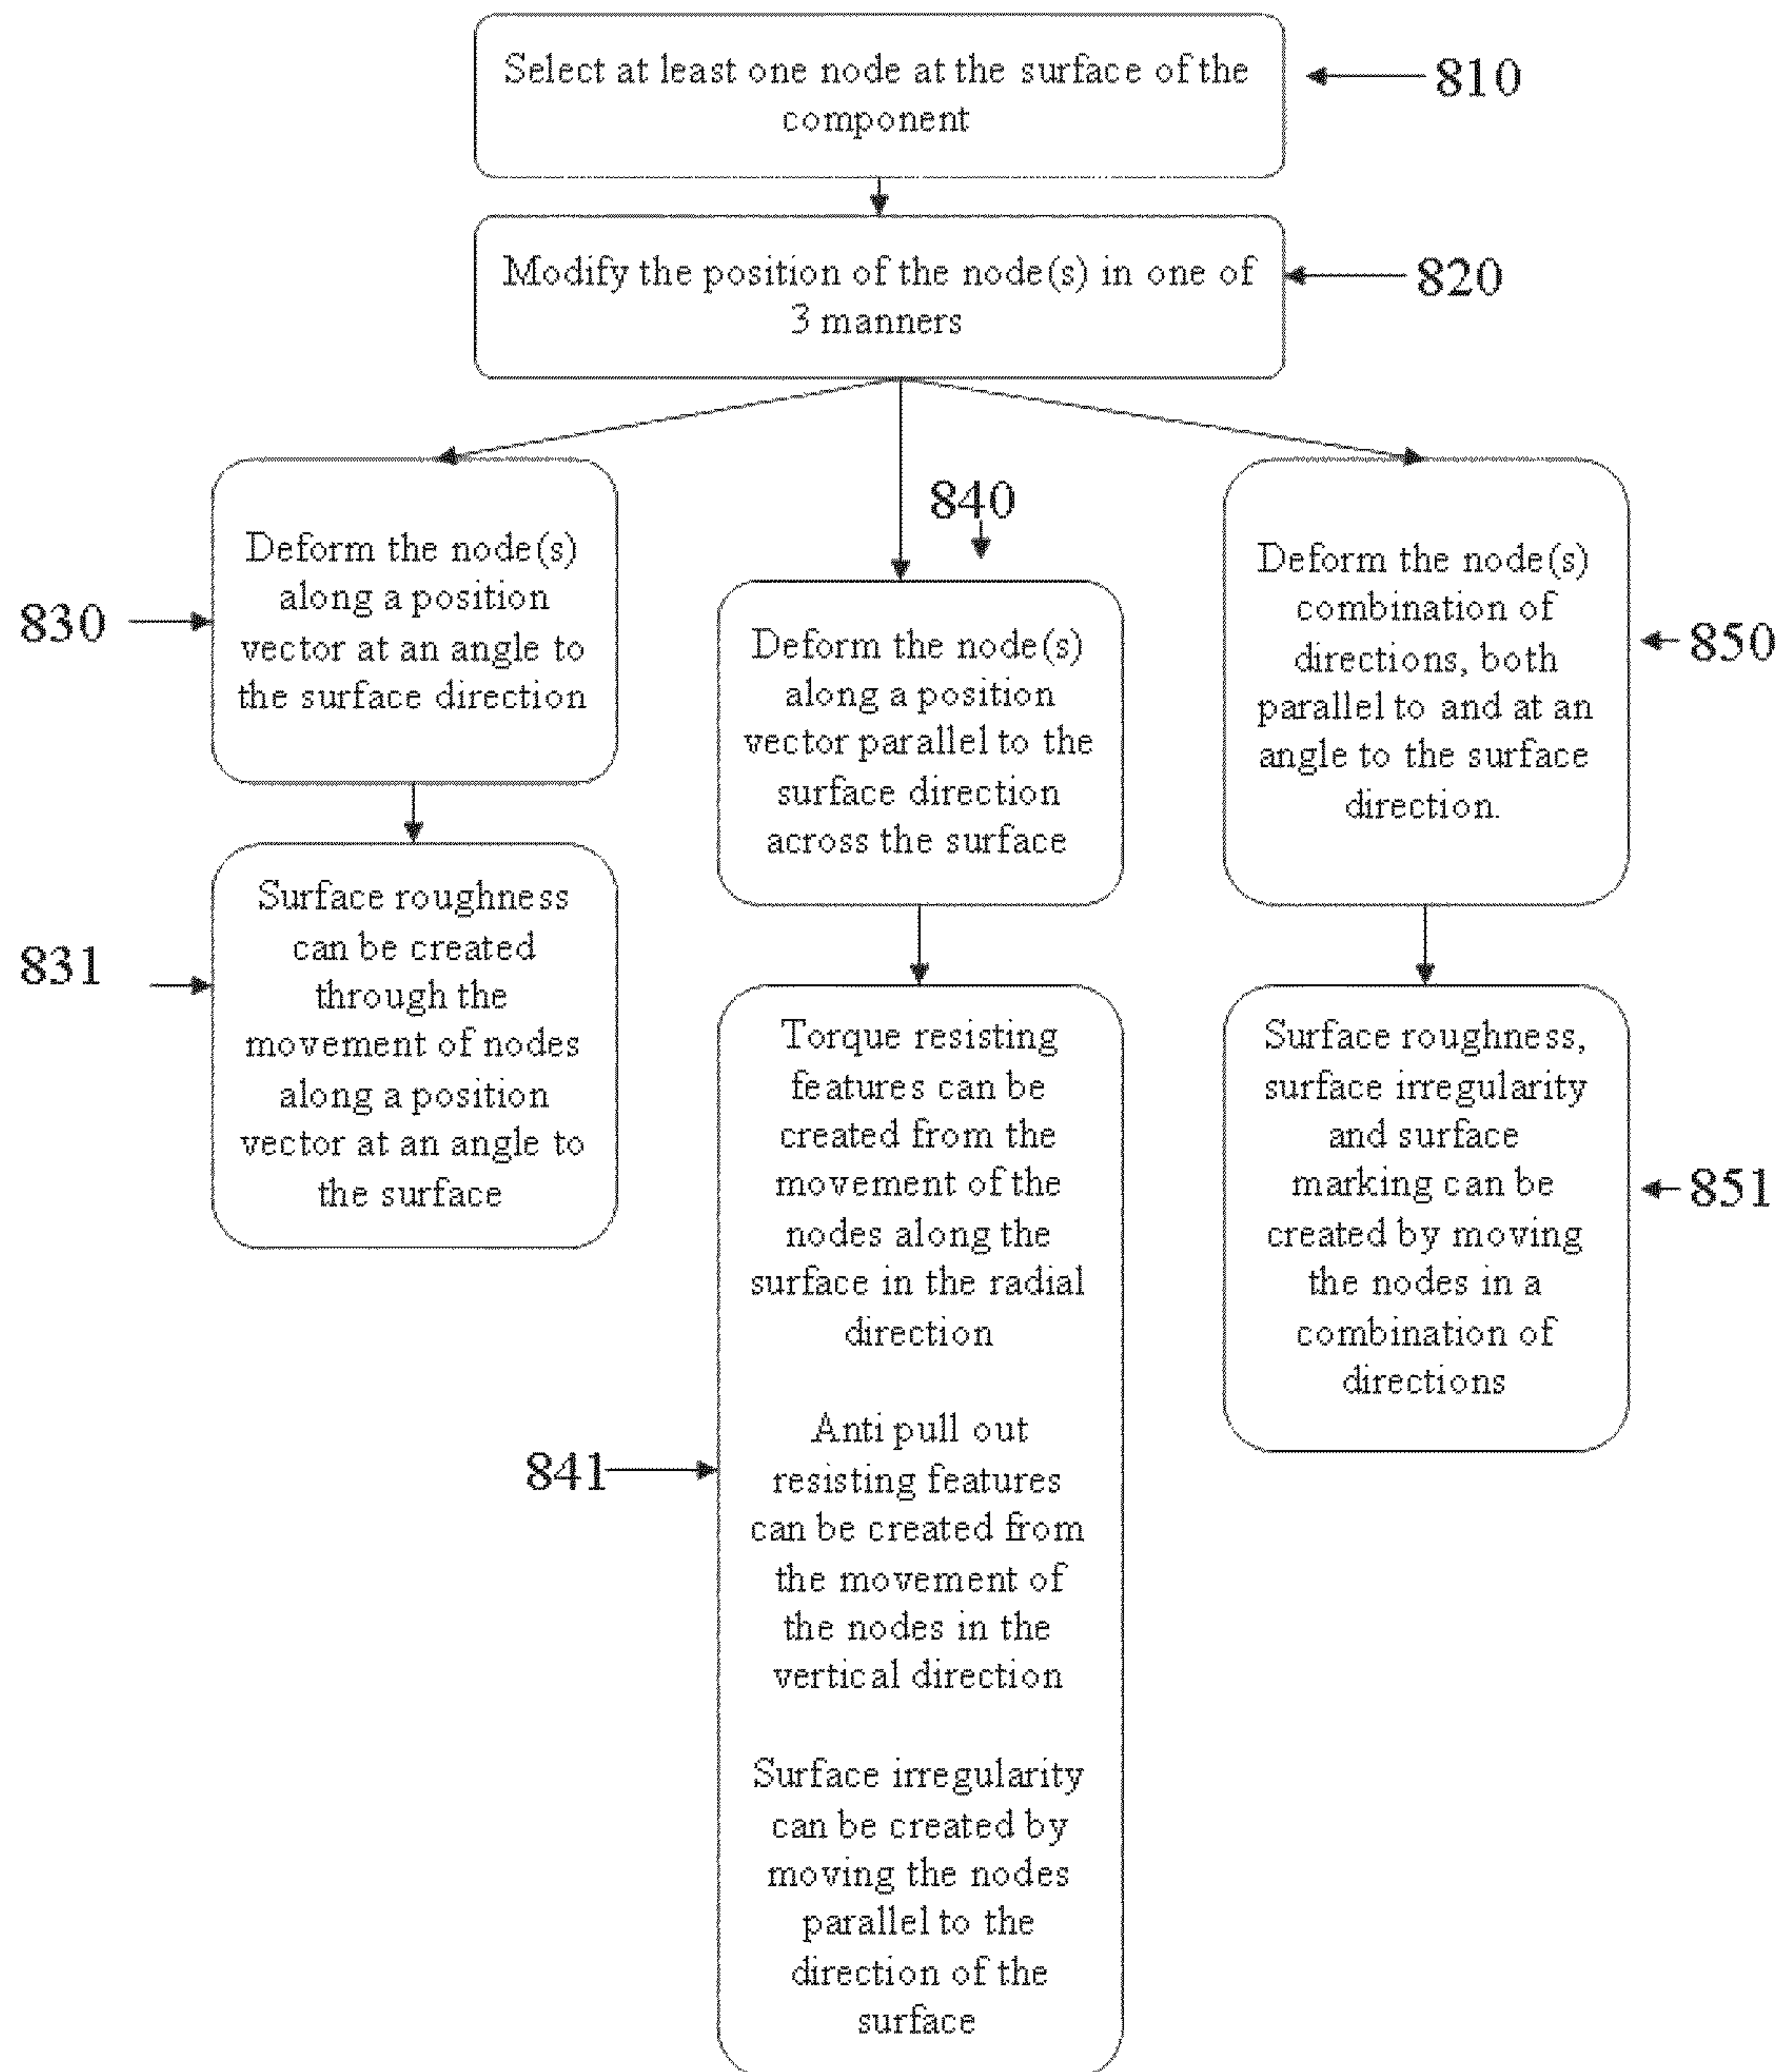 Select at least one node at the surface of the
component
810
Modify the position of the node(s) in one of
3 manners
820
830
Deform the node(s)
along a position
vector at an angle to
the surface direction
840
Deform the node(s)
along a position
vector parallel to the
surface direction
across the surface
Deform the node(s)
combination of
directions, both
parallel to and at an
angle to the surface
direction.
850
831
Surface roughness
can be created
through the
movement of nodes
along a position
vector at an angle to
the surface
841
Torque resisting
features can be
created from the
movement of the
nodes along the
surface in the radial
direction
Anti pull out
resisting features
can be created from
the movement of
the nodes in the
vertical direction
Surface irregularity
can be created by
moving the nodes
parallel to the
direction of the
surface
Surface roughness,
surface irregularity
and surface
marking can be
created by moving
the nodes in a
combination of
directions
851